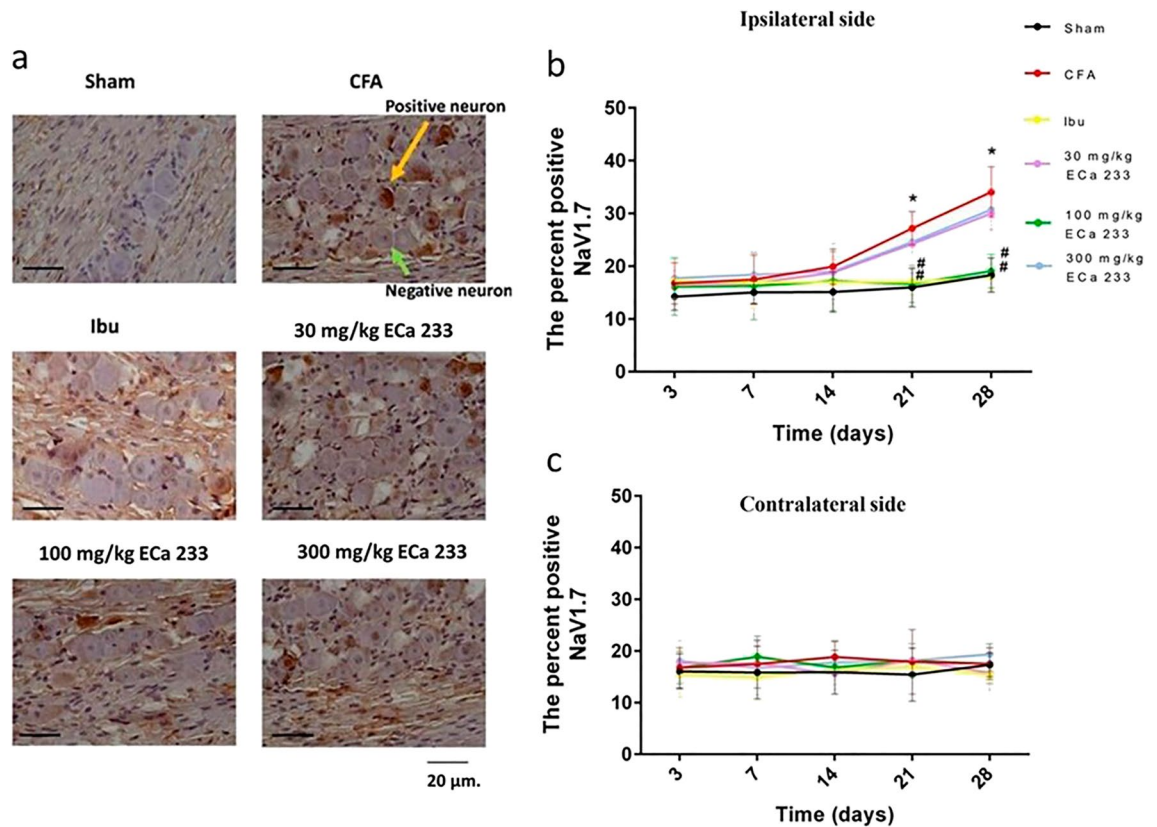 a
Sham
CFA
Positive neuron
Negative neuron
Ibu
30 mg/kg ECa 233
100 mg/kg ECa 233
300 mg/kg ECa 233
20 µm.
Ipsilateral side
b
The percent positive
NaV1.7
50
40
30
20
10
0
*
*
#
#
#
#
3
7
14
21
28
Time (days)
Sham
CFA
Ibu
30 mg/kg
ECa 233
100 mg/kg
ECa 233
300 mg/kg
ECa 233
c
Contralateral side
The percent positive
NaV1.7
50
40
30
20
10
0
3
7
14
21
28
Time (days)